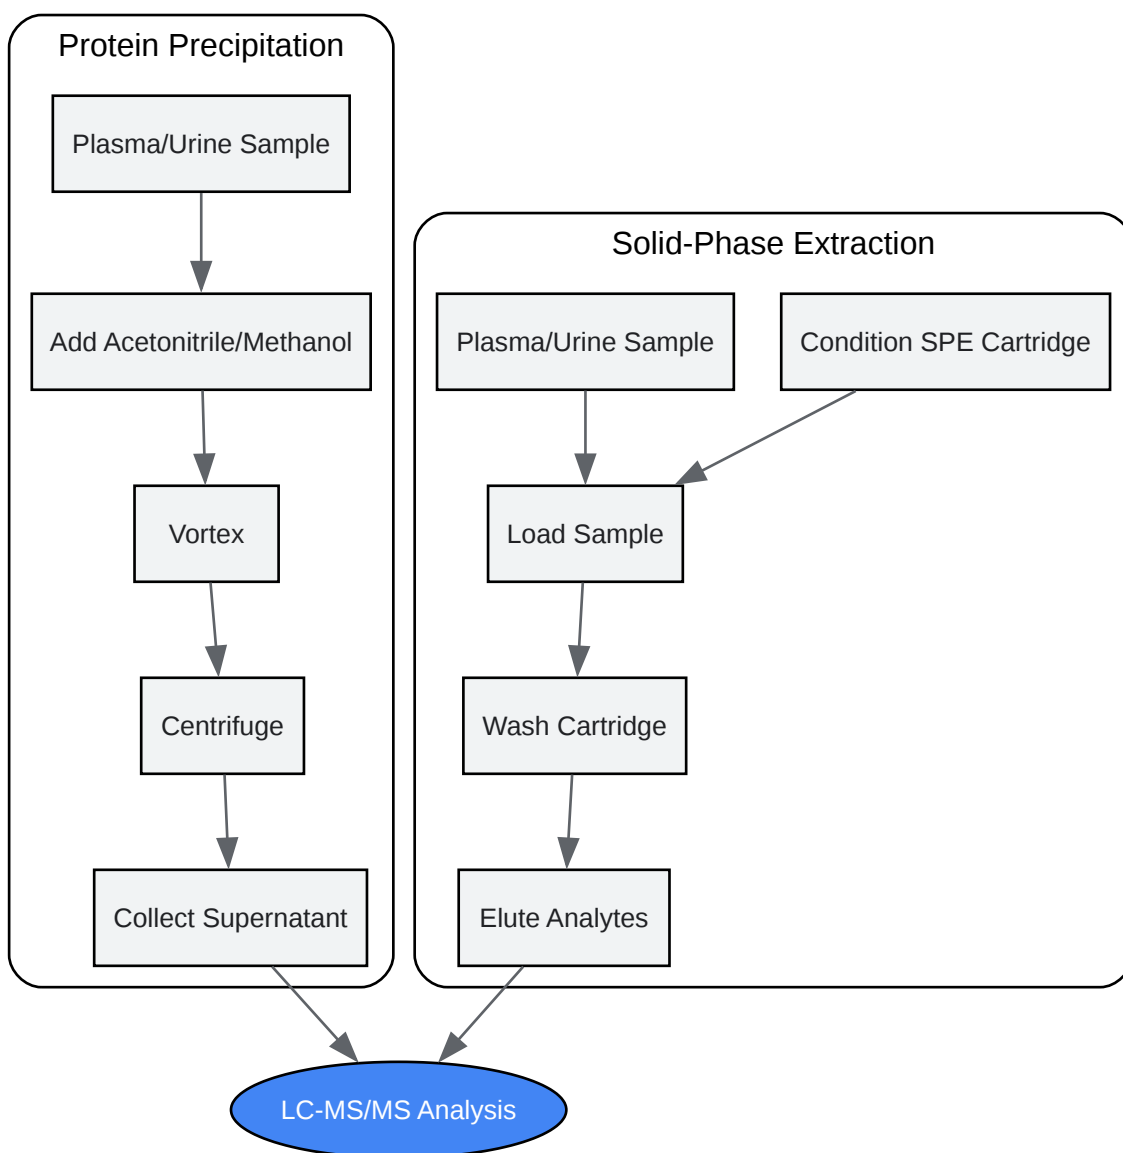 Protein Precipitation
Plasma/Urine Sample
Add Acetonitrile/Methanol
Vortex
Centrifuge
Collect Supernatant
Solid-Phase Extraction
Plasma/Urine Sample
Condition SPE Cartridge
Load Sample
Wash Cartridge
Elute Analytes
LC-MS/MS Analysis